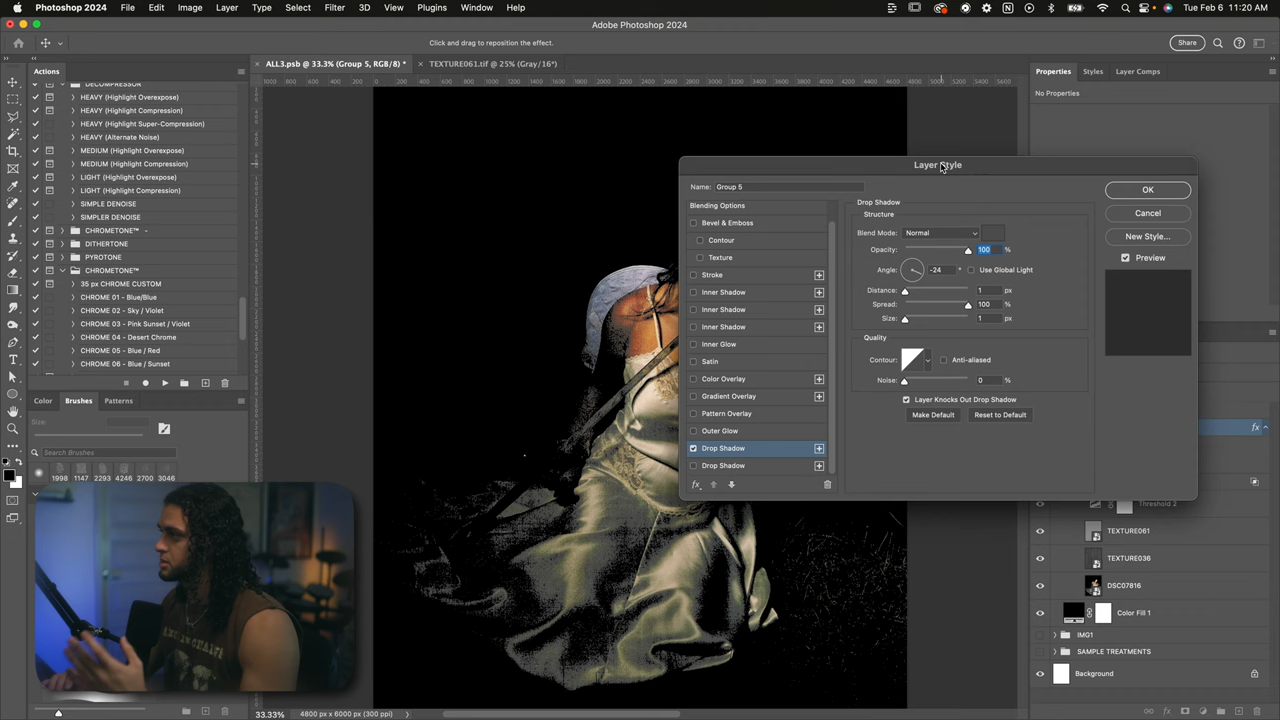 Photoshop 2024 File Edit Image Layer Type Select Filter 3D View Plugins Window Help Tue Feb 6 11:20 AM
Adobe Photoshop 2024
Click and drag to reposition the effect. Share
Actions
ALL3.psb @ 33.3% (Group 5, RGB/8) *
TEXTURE061.tif @ 25% (Gray/16*)
Properties Styles Layer Comps
No Properties
DECOMPRESSOR
HEAVY (Highlight Overexpose)
HEAVY (Highlight Compression)
HEAVY (Highlight Super-Compression)
HEAVY (Alternate Noise)
MEDIUM (Highlight Overexpose)
MEDIUM (Highlight Compression)
LIGHT (Highlight Overexpose)
LIGHT (Highlight Compression)
SIMPLE DENOISE
SIMPLER DENOISE
CHROMETONE™ -
DITHERTONE
PYROTONE
CHROMETONE™
35 px CHROME CUSTOM
CHROME 01 - Blue/Blue
CHROME 02 - Sky / Violet
CHROME 03 - Pink Sunset / Violet
CHROME 04 - Desert Chrome
CHROME 05 - Blue / Red
CHROME 06 - Blue / Sunset
Color Brushes Patterns
Size:
Search Brushes
1998 1147 2293 4246 2700 3046
Layer Style
Name: Group 5
Blending Options
Bevel & Emboss
Contour
Texture
Stroke
Inner Shadow
Inner Shadow
Inner Shadow
Inner Glow
Satin
Color Overlay
Gradient Overlay
Pattern Overlay
Outer Glow
Drop Shadow
Drop Shadow
fx
Drop Shadow
Structure
Blend Mode: Normal
Opacity: 100 %
Angle: -24 ° Use Global Light
Distance: 1 px
Spread: 100 %
Size: 1 px
Quality
Contour: Anti-aliased
Noise: 0 %
Layer Knocks Out Drop Shadow
Make Default Reset to Default
OK
Cancel
New Style...
Preview
fx
Threshold 2
TEXTURE061
TEXTURE036
DSC07816
Color Fill 1
IMG1
SAMPLE TREATMENTS
Background
33.33% 4800 px x 6000 px (300 ppi)